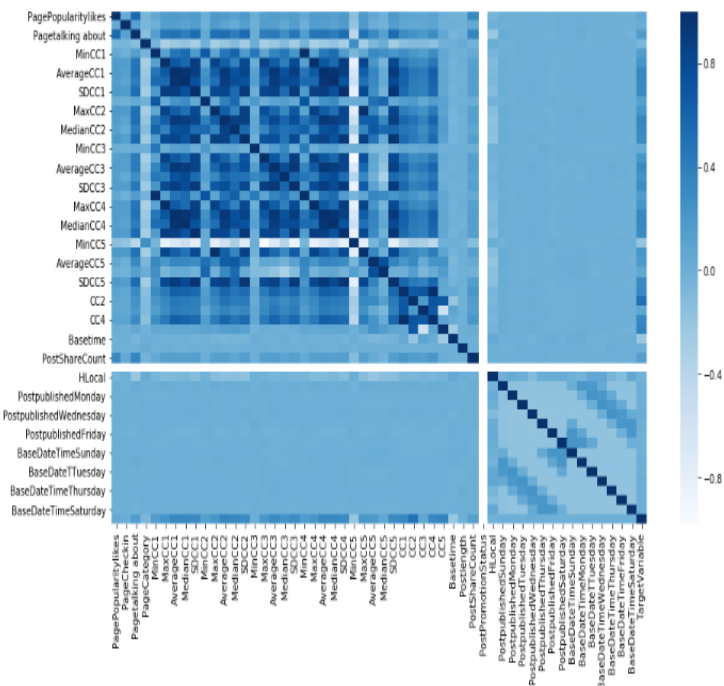 PagePopularitylikes
Pagetalking about
MinCC1
AverageCC1
SDCC1
MaxCC2
MedianCC2
MinCC3
AverageCC3
SDCC3
MaxCC4
MedianCC4
MinCC5
AverageCC5
SDCC5
CC2
CC4
Basetime
PostShareCount
HLocal
PostpublishedMonday
PostpublishedWednesday
PostpublishedFriday
BaseDateTimeSunday
BaseDateTTuesday
BaseDateTimeThursday
BaseDateTimeSaturday
0.8
0.4
0.0
−0.4
−0.8
PagePopularitylikes
PageCheckin
Pagetalking about
PageCategory
MinCC1
MaxCC1
AverageCC1
MedianCC1
SDCC1
MinCC2
MaxCC2
AverageCC2
MedianCC2
SDCC2
MinCC3
MaxCC3
AverageCC3
MedianCC3
SDCC3
MinCC4
MaxCC4
AverageCC4
MedianCC4
SDCC4
MinCC5
MaxCC5
AverageCC5
MedianCC5
SDCC5
CC1
CC2
CC3
CC4
CC5
Basetime
Postlength
PostShareCount
PostPromotionStatus
HLocal
PostpublishedSunday
PostpublishedMonday
PostpublishedTuesday
PostpublishedWednesday
PostpublishedThursday
PostpublishedFriday
PostpublishedSaturday
BaseDateTimeSunday
BaseDateTimeMonday
BaseDateTTuesday
BaseDateTimeWednesday
BaseDateTimeThursday
BaseDateTimeFriday
BaseDateTimeSaturday
TargetVariable